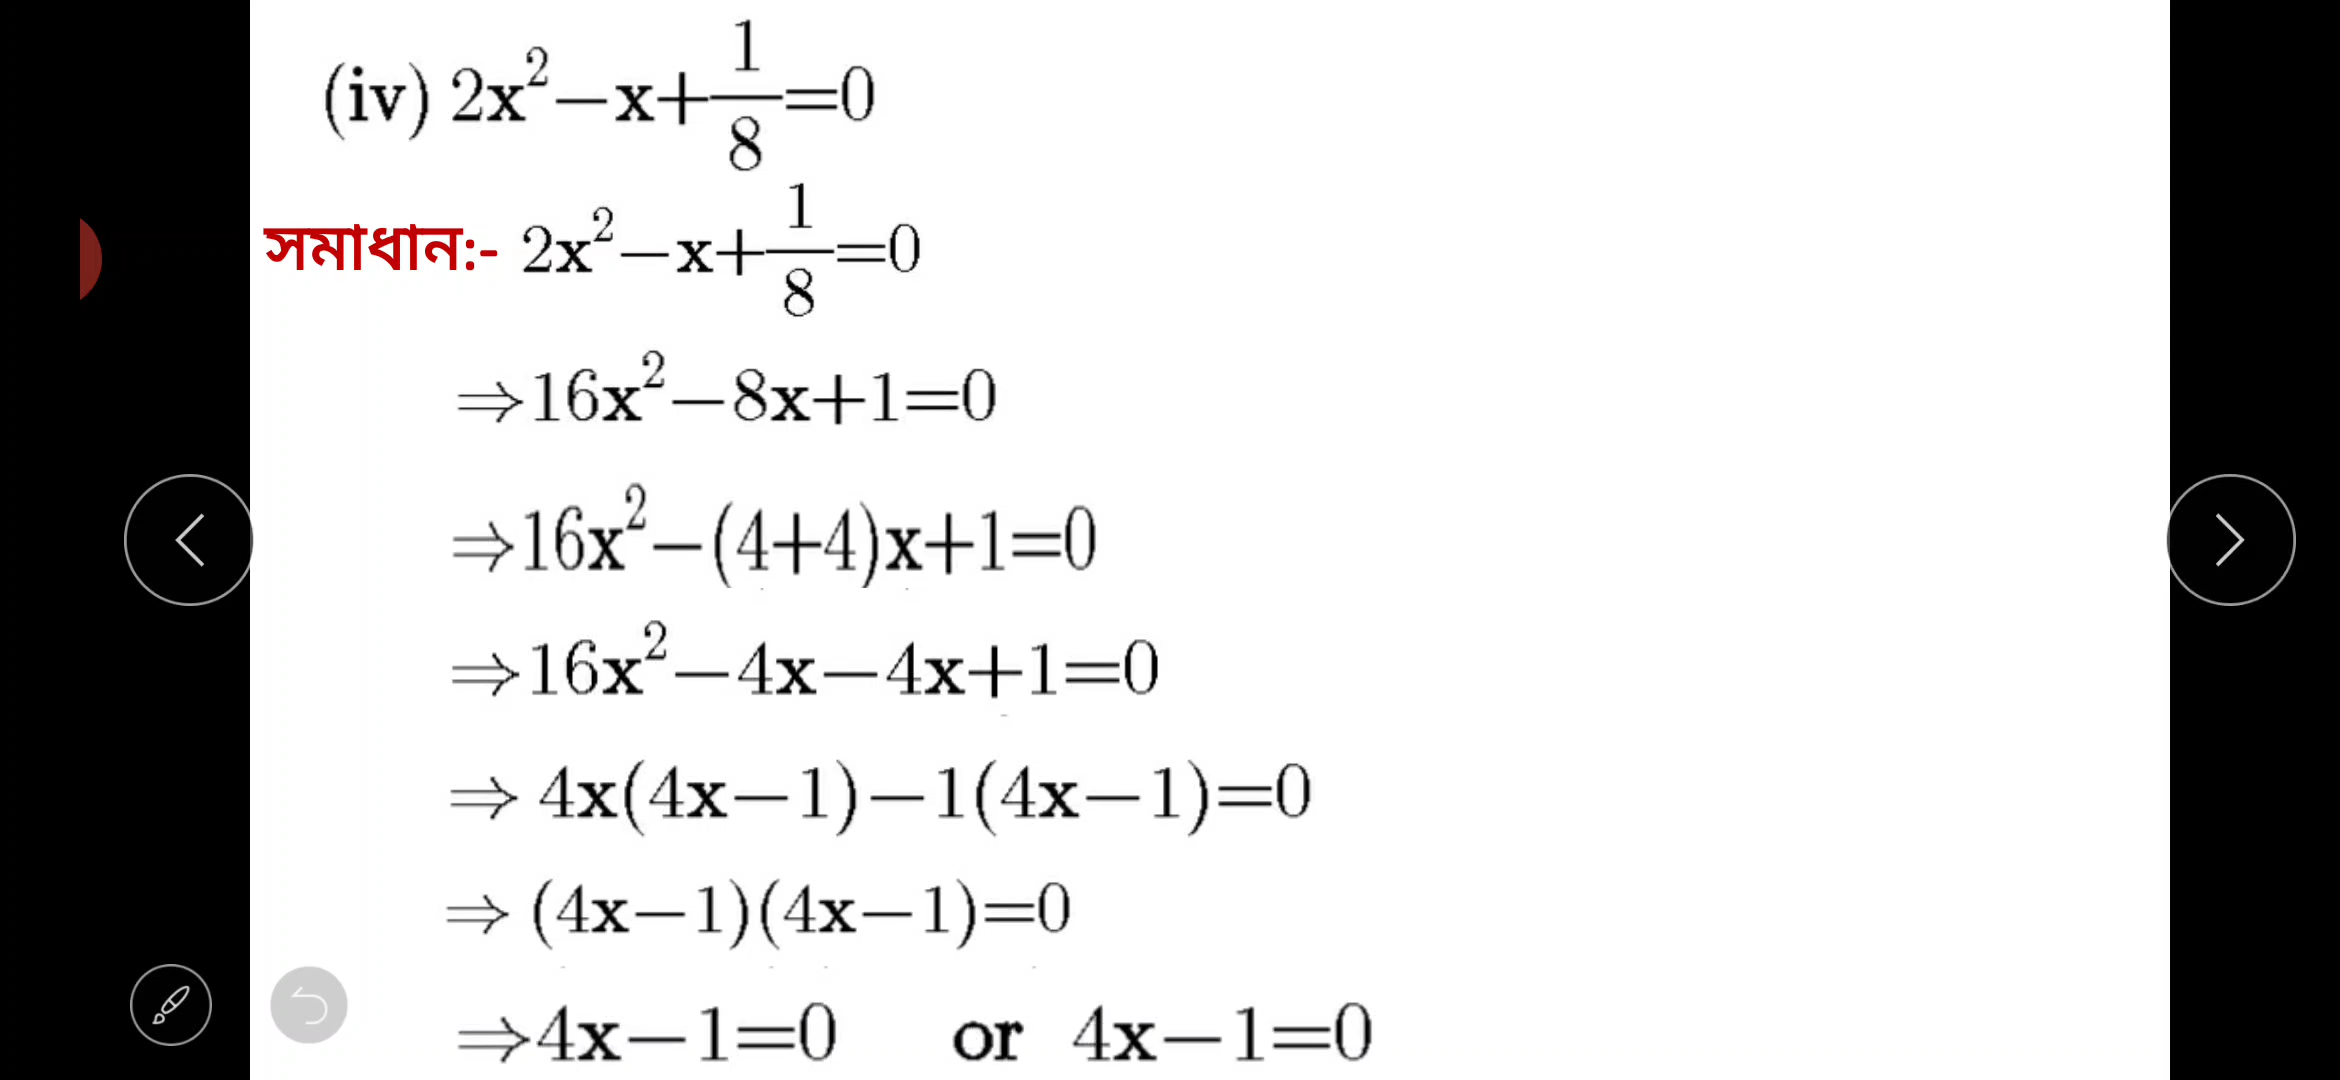 (iv) 2x²−x+1/8=0
সমাধান:- 2x²−x+1/8=0
⇒16x²−8x+1=0
⇒16x²−(4+4)x+1=0
⇒16x²−4x−4x+1=0
⇒ 4x(4x−1)−1(4x−1)=0
⇒ (4x−1)(4x−1)=0
⇒4x−1=0 or 4x−1=0